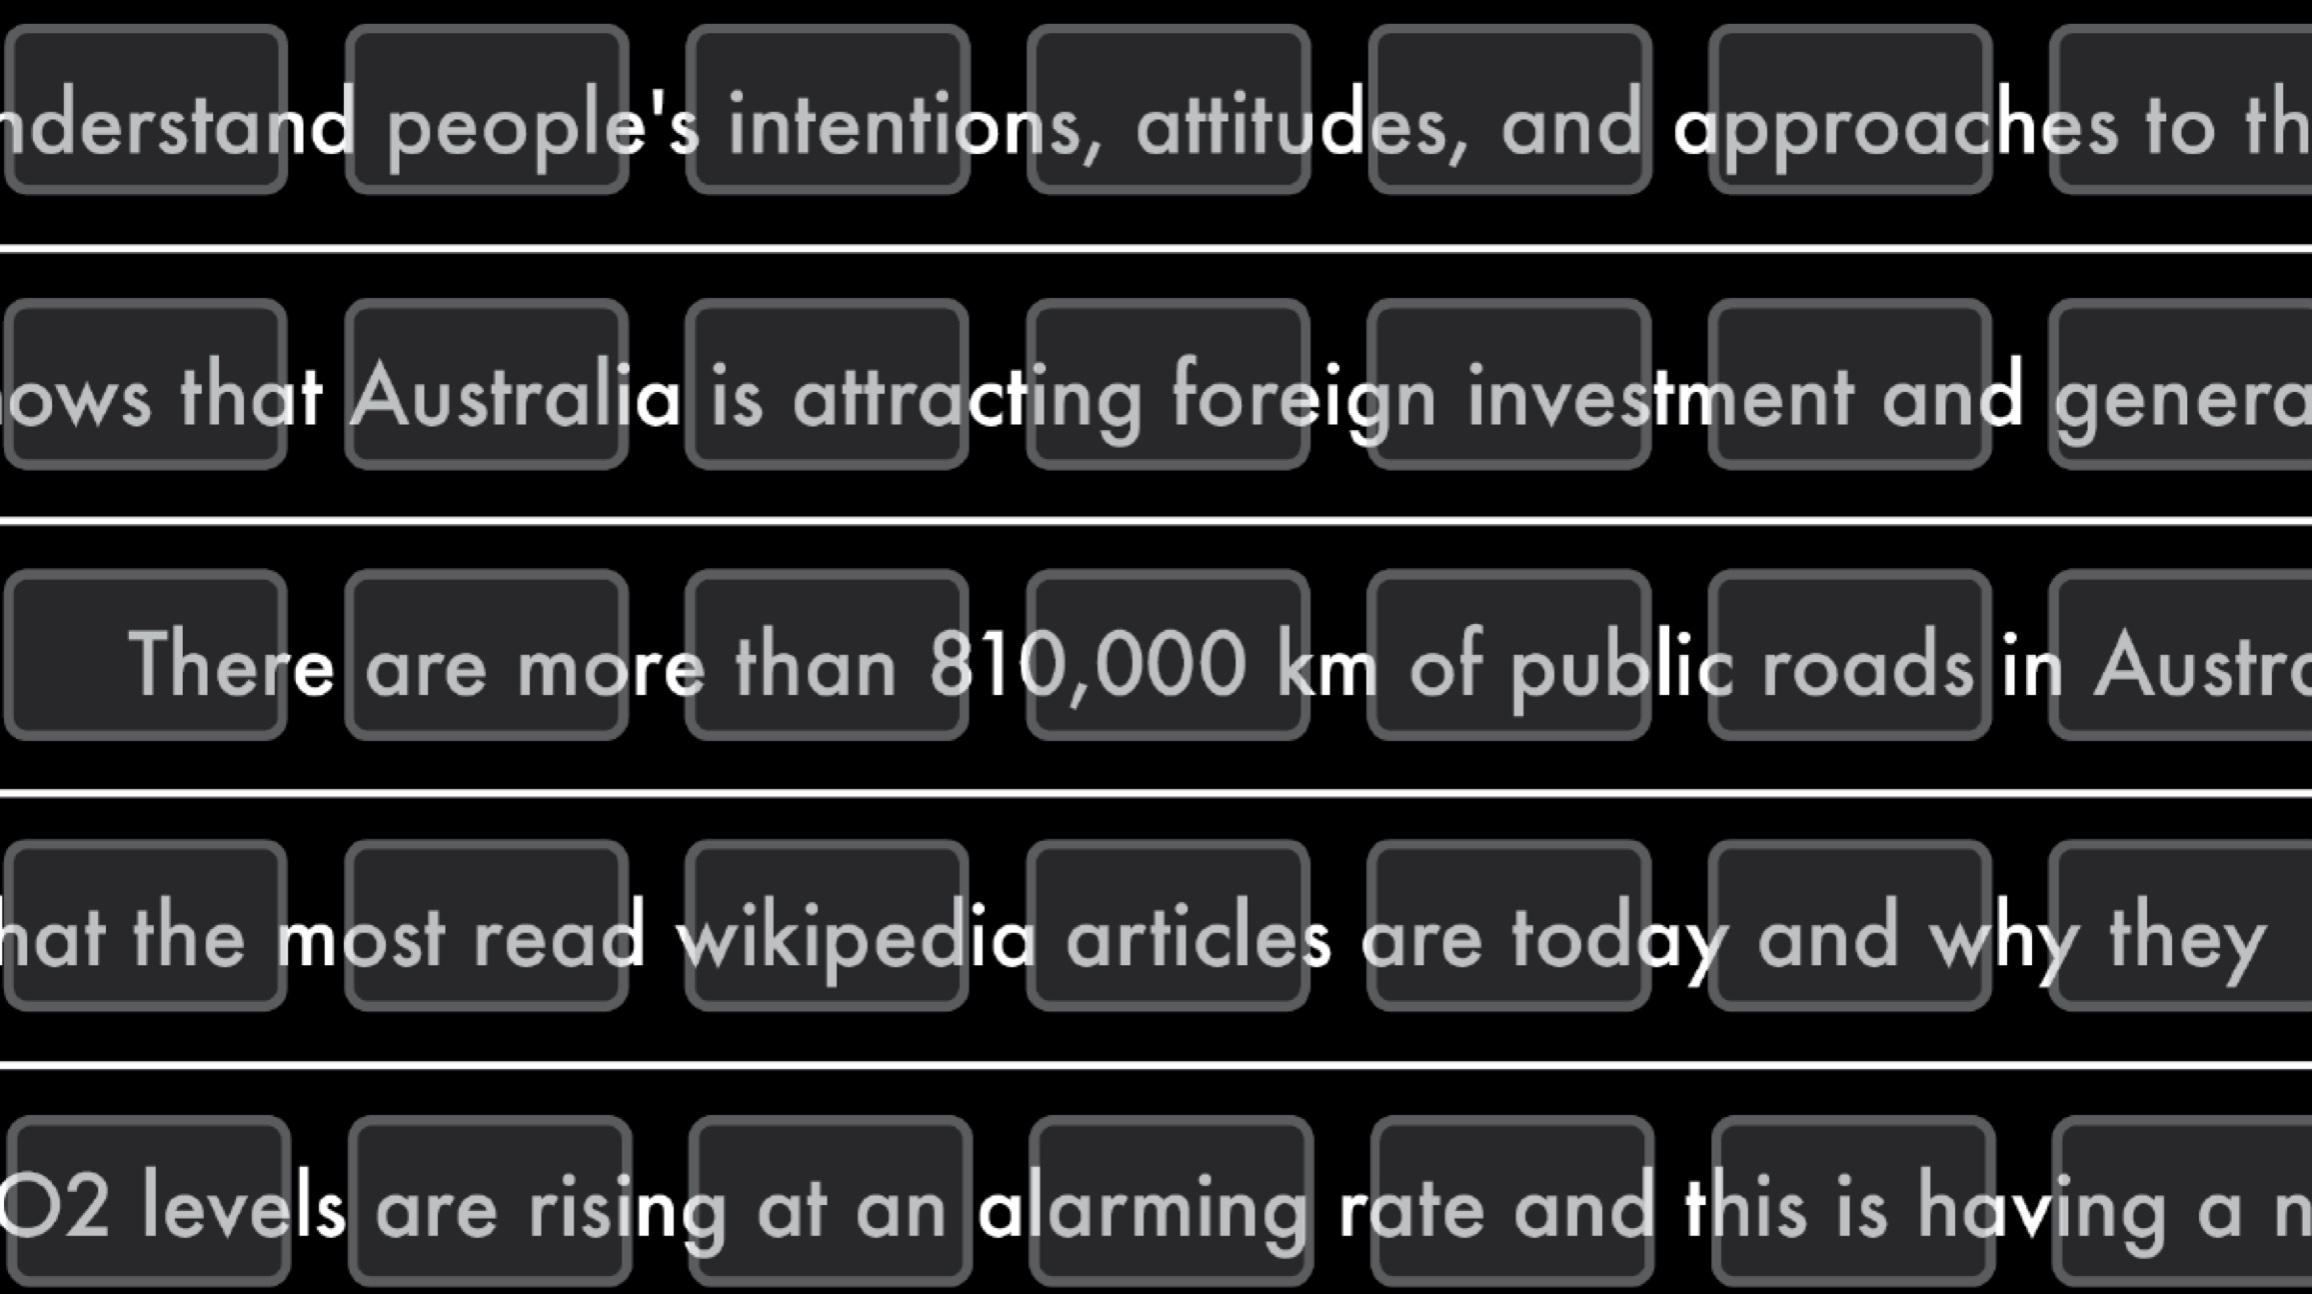 nderstand people's intentions, attitudes, and approaches to th
hows that Australia is attracting foreign investment and genera
There are more than 810,000 km of public roads in Austra
hat the most read wikipedia articles are today and why they
O2 levels are rising at an alarming rate and this is having a n